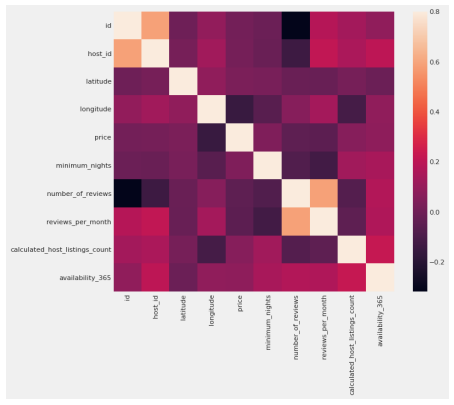 id
host_id
latitude
longitude
price
minimum_nights
number_of_reviews
reviews_per_month
calculated_host_listings_count
availability_365
id
host_id
latitude
longitude
price
minimum_nights
number_of_reviews
reviews_per_month
calculated_host_listings_count
availability_365
0.8
0.6
0.4
0.2
0.0
−0.2